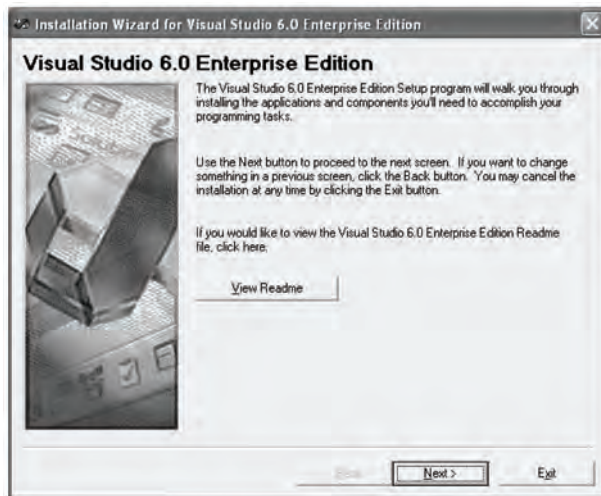 Installation Wizard for Visual Studio 6.0 Enterprise Edition
Visual Studio 6.0 Enterprise Edition
The Visual Studio 6.0 Enterprise Edition Setup program will walk you through
installing the applications and components you'll need to accomplish your
programming tasks.
Use the Next button to proceed to the next screen. If you want to change
something in a previous screen, click the Back button. You may cancel the
installation at any time by clicking the Exit button.
If you would like to view the Visual Studio 6.0 Enterprise Edition Readme
file, click here.
View Readme
Next >
Exit